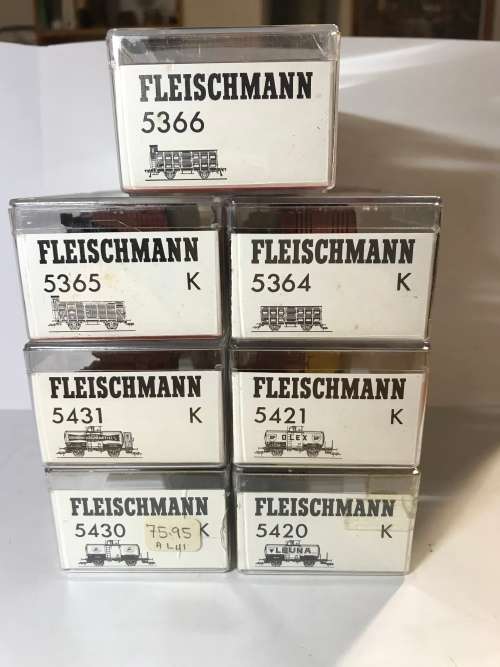 FLEISCHMANN
5366
FLEISCHMANN
5365 K
FLEISCHMANN
5364 K
FLEISCHMANN
5431 K
FLEISCHMANN
5421 K
OLEX
FLEISCHMANN
5430 K
75.95
FLEISCHMANN
5420 K
LEUNA